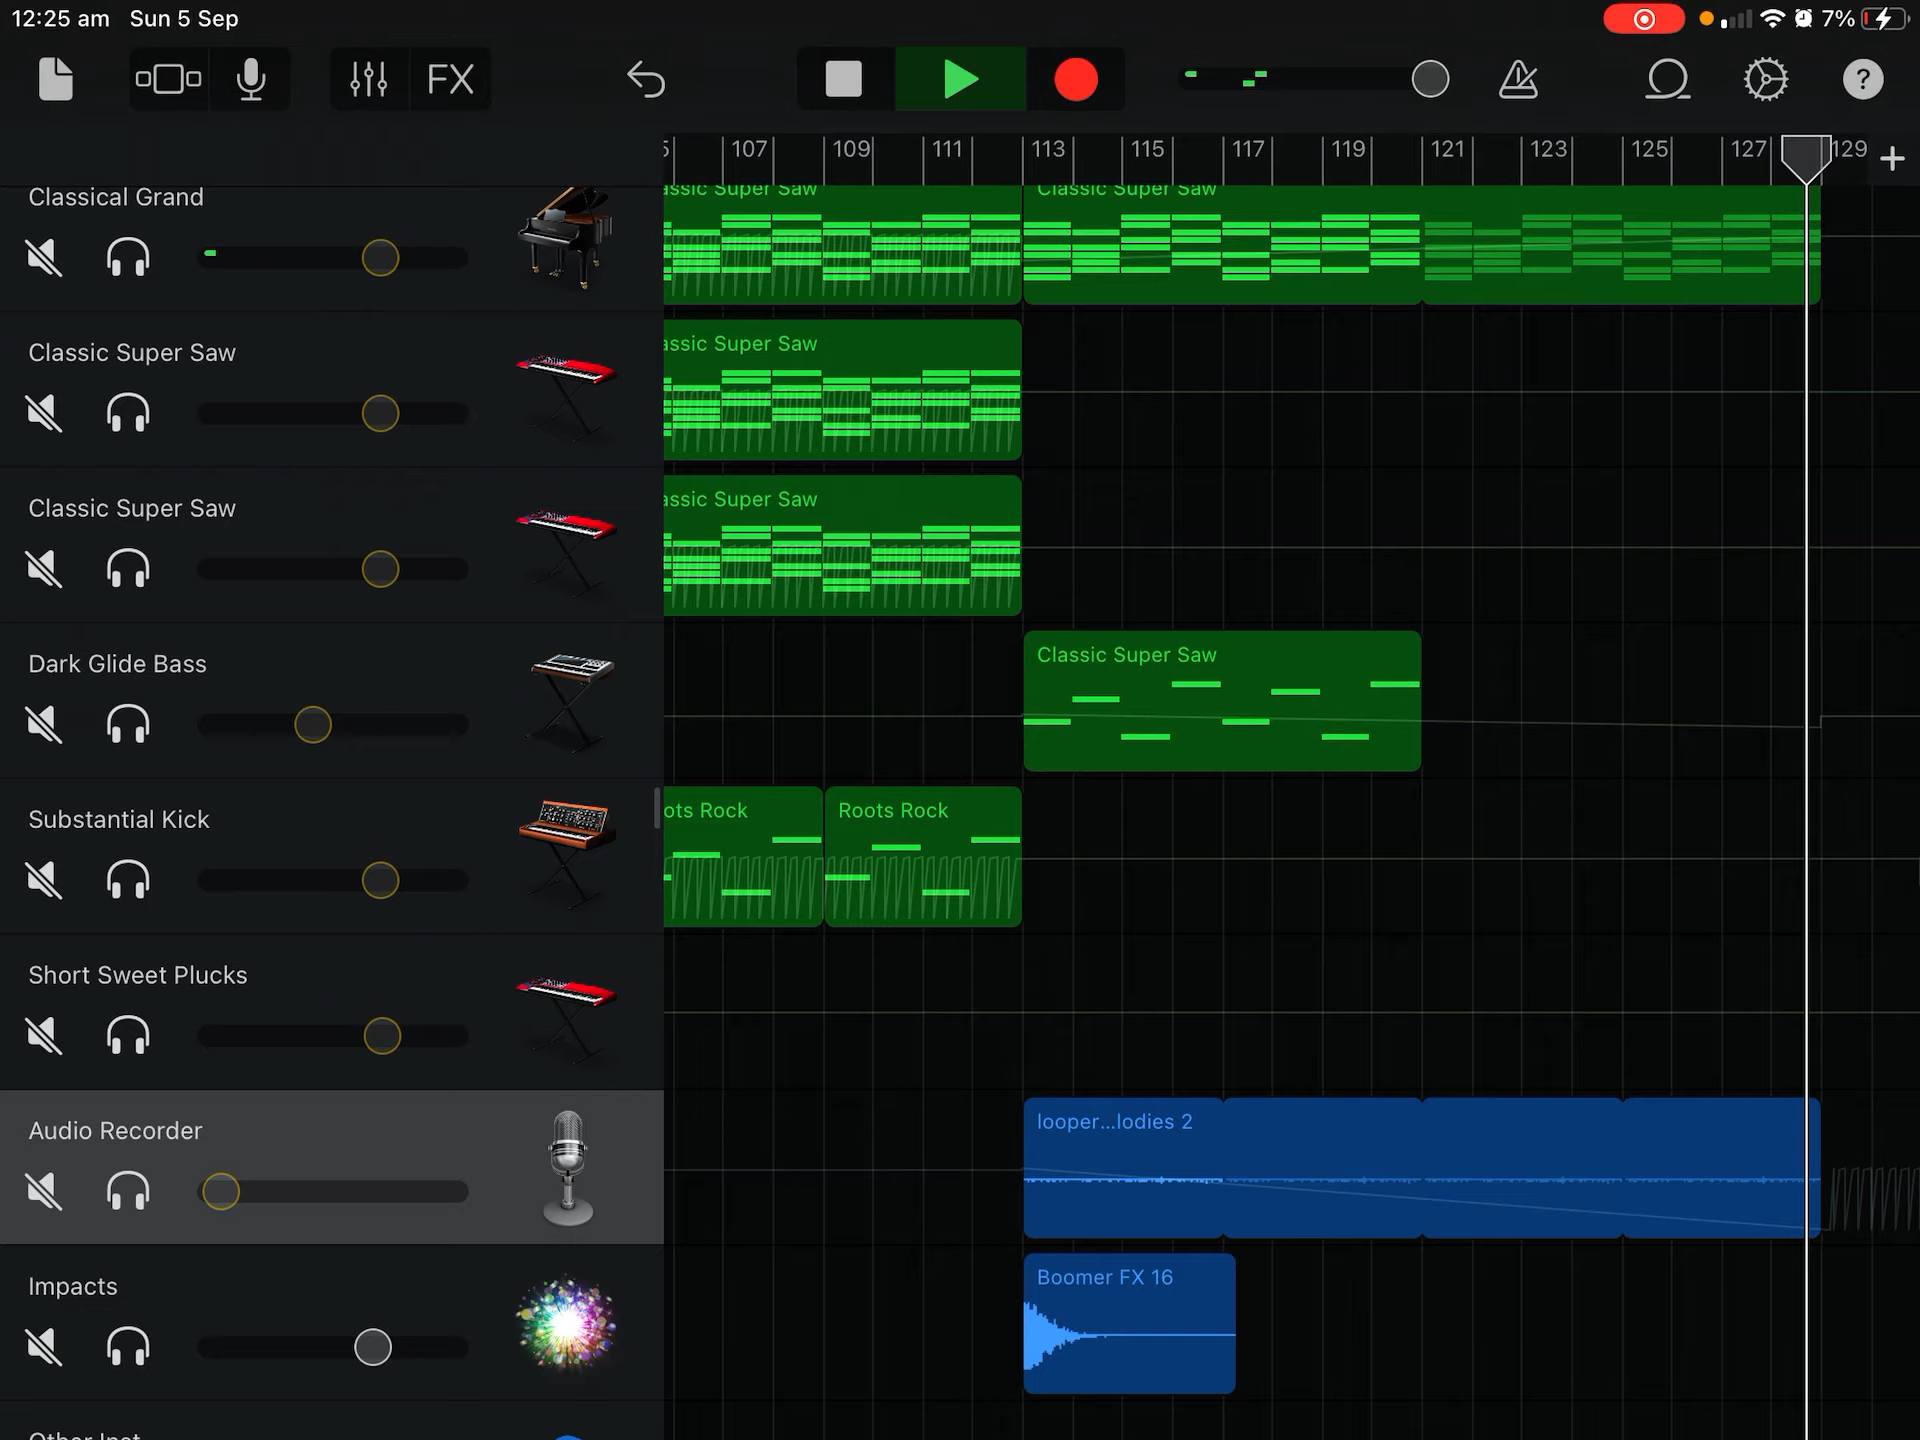 12:25 am Sun 5 Sep
7%
FX
?
107 109 111 113 115 117 119 121 123 125 127 129
Classical Grand
assic Super Saw
Classic Super Saw
Classic Super Saw
assic Super Saw
Classic Super Saw
assic Super Saw
Dark Glide Bass
Classic Super Saw
Substantial Kick
ots Rock
Roots Rock
Short Sweet Plucks
Audio Recorder
looper...lodies 2
Impacts
Boomer FX 16
Other Inst